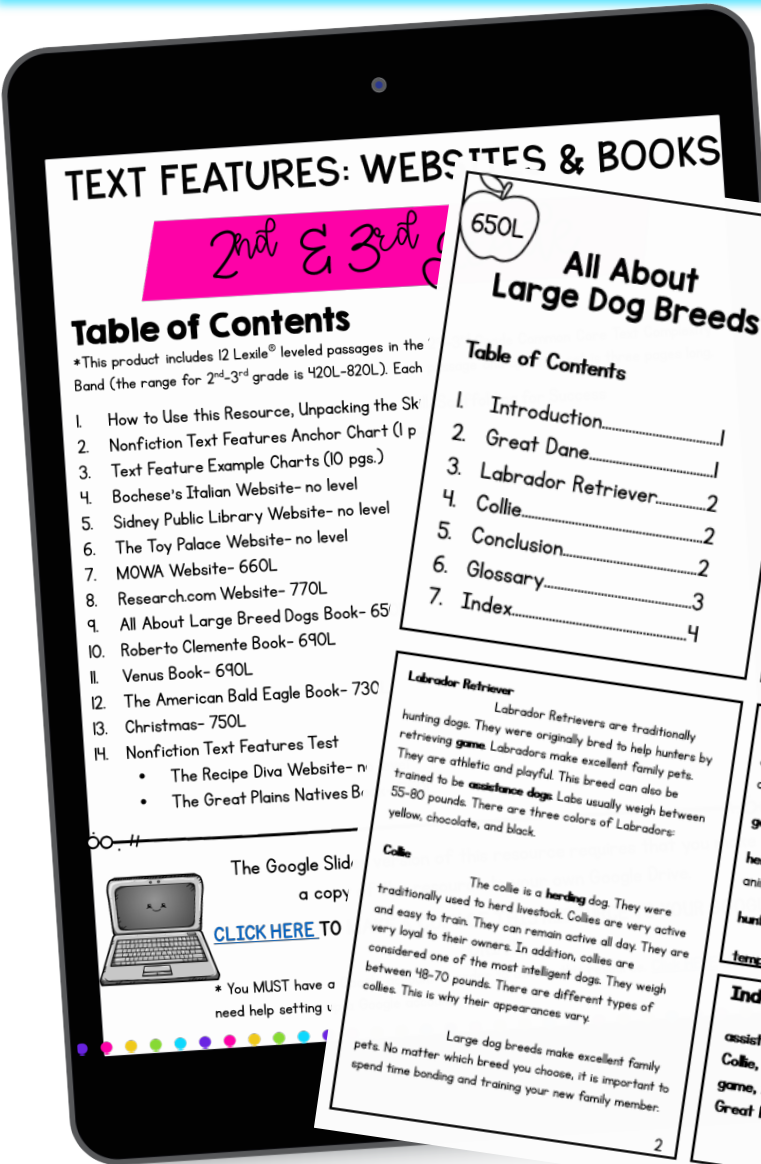 TEXT FEATURES: WEBSITES & BOOKS
2nd & 3rd
Table of Contents
*This product includes 12 Lexile® leveled passages in the
Band (the range for 2nd-3rd grade is 420L-820L). Each
1. How to Use this Resource, Unpacking the
2. Nonfiction Text Features Anchor Chart (1
3. Text Feature Example Charts (10 pgs.)
4. Bochese's Italian Website- no level
5. Sidney Public Library Website- no level
6. The Toy Palace Website- no level
7. MOWA Website- 660L
8. Research.com Website- 770L
9. All About Large Breed Dogs Book-
10. Roberto Clemente Book- 690L
11. Venus Book- 690L
12. The American Bald Eagle Book- 730
13. Christmas- 750L
14. Nonfiction Text Features Test
• The Recipe Diva Website-
• The Great Plains Natives
The Google
a copy
CLICK HERE TO
* You MUST have a
need help setting
650L
All About
Large Dog Breeds
Table of Contents
1. Introduction..............................1
2. Great Dane..............................1
3. Labrador Retriever.............2
4. Collie..............................2
5. Conclusion..............................2
6. Glossary..............................3
7. Index..............................4
Labrador Retriever
Labrador Retrievers are traditionally
hunting dogs. They were originally bred to help hunters by
retrieving game. Labradors make excellent family pets.
They are athletic and playful. This breed can also be
trained to be assistance dogs. Labs usually weigh between
55-80 pounds. There are three colors of Labradors:
yellow, chocolate, and black.
Collie
The collie is a herding dog. They were
traditionally used to herd livestock. Collies are very active
and easy to train. They can remain active all day. They are
very loyal to their owners. In addition, collies are
considered one of the most intelligent dogs. They weigh
between 48-70 pounds. There are different types of
collies. This is why their appearances vary.
Large dog breeds make excellent family
pets. No matter which breed you choose, it is important to
spend time bonding and training your new family member.
2
Collie,
game,
Great